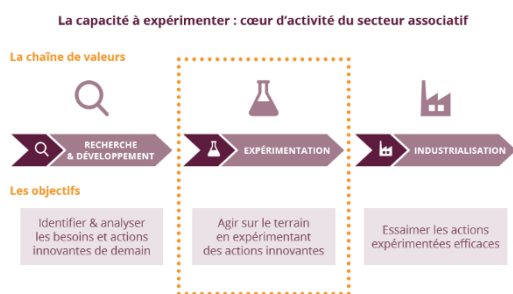 La capacité à expérimenter : cœur d'activité du secteur associatif
La chaîne de valeurs
RECHERCHE
& DÉVELOPPEMENT
EXPÉRIMENTATION
INDUSTRIALISATION
Les objectifs
Identifier & analyser
les besoins et actions
innovantes de demain
Agir sur le terrain
en expérimentant
des actions innovantes
Essaimer les actions
expérimentées efficaces